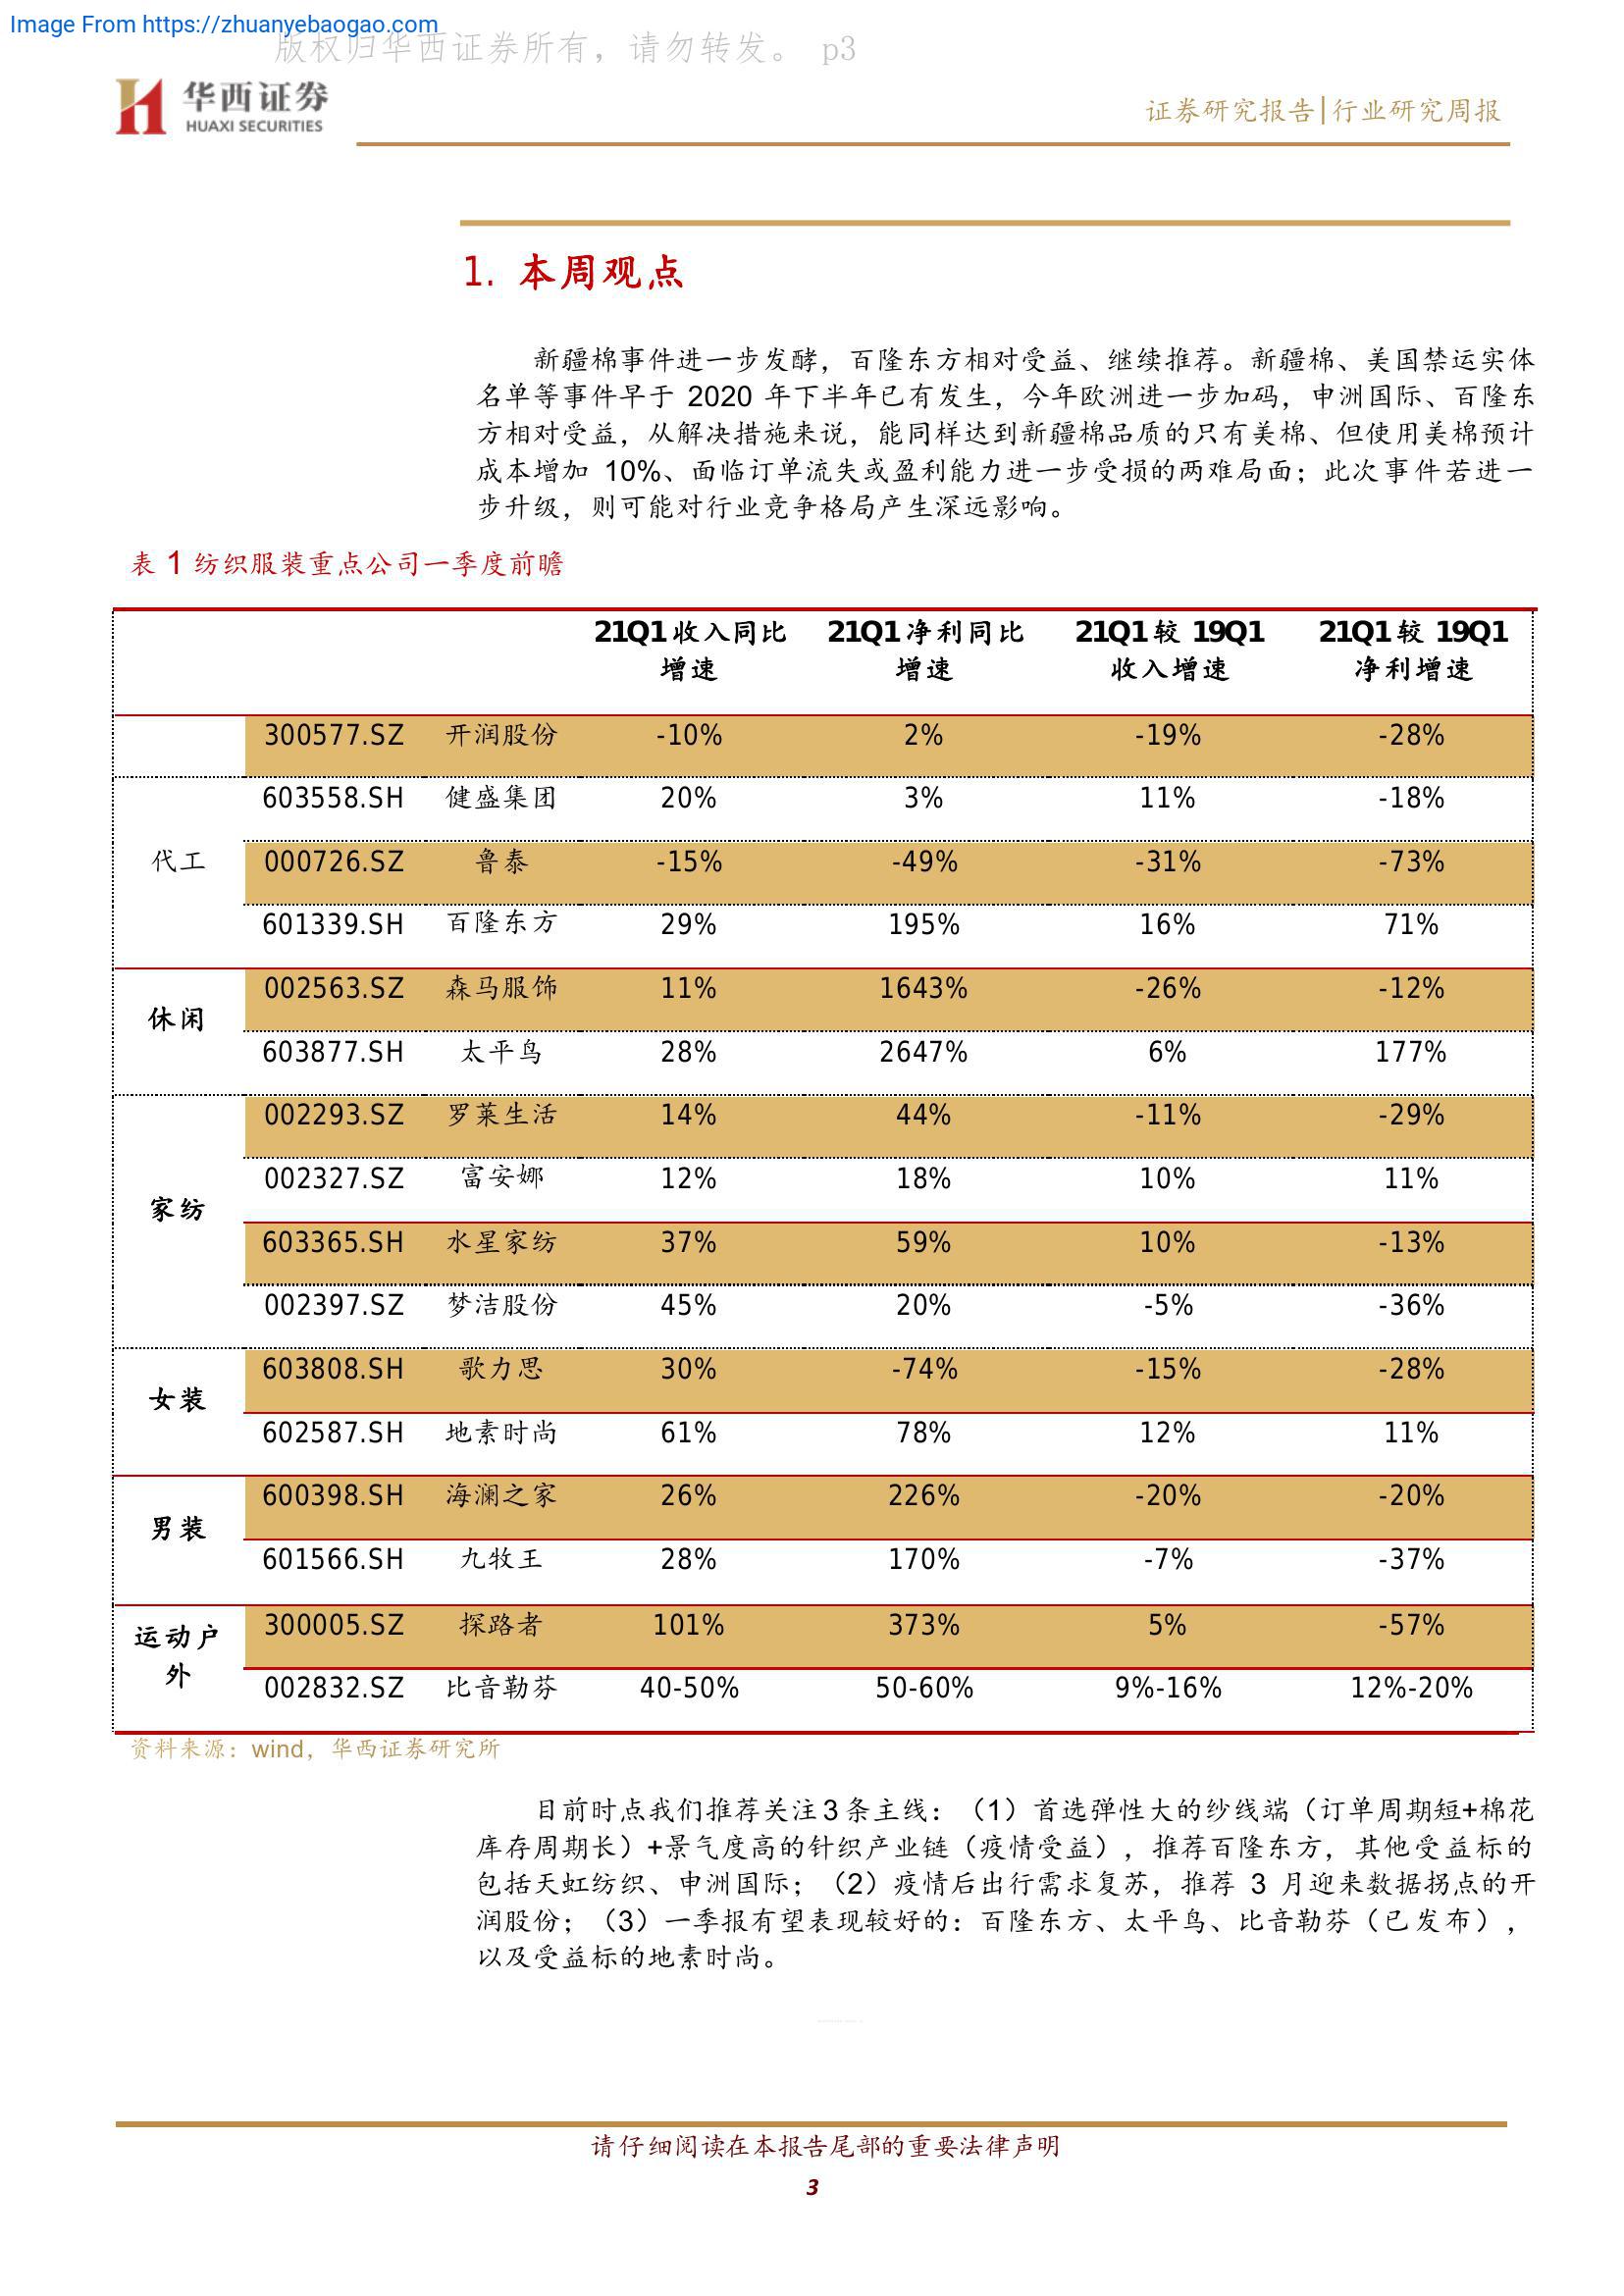 Image From https://zhuanyebaogao.com
版权归华西证券所有，请勿转发。 p3
华西证券
HUAXI SECURITIES
证券研究报告|行业研究周报
1. 本周观点
新疆棉事件进一步发酵，百隆东方相对受益、继续推荐。新疆棉、美国禁运实体
名单等事件早于 2020 年下半年已有发生，今年欧洲进一步加码，申洲国际、百隆东
方相对受益，从解决措施来说，能同样达到新疆棉品质的只有美棉、但使用美棉预计
成本增加 10%、面临订单流失或盈利能力进一步受损的两难局面；此次事件若进一
步升级，则可能对行业竞争格局产生深远影响。
表 1 纺织服装重点公司一季度前瞻
21Q1 收入同比 21Q1 净利同比 21Q1 较 19Q1 21Q1 较 19Q1
增速 增速 收入增速 净利增速
300577.SZ 开润股份 -10% 2% -19% -28%
603558.SH 健盛集团 20% 3% 11% -18%
代工 000726.SZ 鲁泰 -15% -49% -31% -73%
601339.SH 百隆东方 29% 195% 16% 71%
休闲 002563.SZ 森马服饰 11% 1643% -26% -12%
603877.SH 太平鸟 28% 2647% 6% 177%
002293.SZ 罗莱生活 14% 44% -11% -29%
002327.SZ 富安娜 12% 18% 10% 11%
家纺
603365.SH 水星家纺 37% 59% 10% -13%
002397.SZ 梦洁股份 45% 20% -5% -36%
女装 603808.SH 歌力思 30% -74% -15% -28%
602587.SH 地素时尚 61% 78% 12% 11%
男装 600398.SH 海澜之家 26% 226% -20% -20%
601566.SH 九牧王 28% 170% -7% -37%
运动户 300005.SZ 探路者 101% 373% 5% -57%
外 002832.SZ 比音勒芬 40-50% 50-60% 9%-16% 12%-20%
资料来源：wind，华西证券研究所
目前时点我们推荐关注 3 条主线：（1）首选弹性大的纱线端（订单周期短+棉花
库存周期长）+景气度高的针织产业链（疫情受益），推荐百隆东方，其他受益标的
包括天虹纺织、申洲国际；（2）疫情后出行需求复苏，推荐 3 月迎来数据拐点的开
润股份；（3）一季报有望表现较好的：百隆东方、太平鸟、比音勒芬（已发布），
以及受益标的地素时尚。
请仔细阅读在本报告尾部的重要法律声明
3